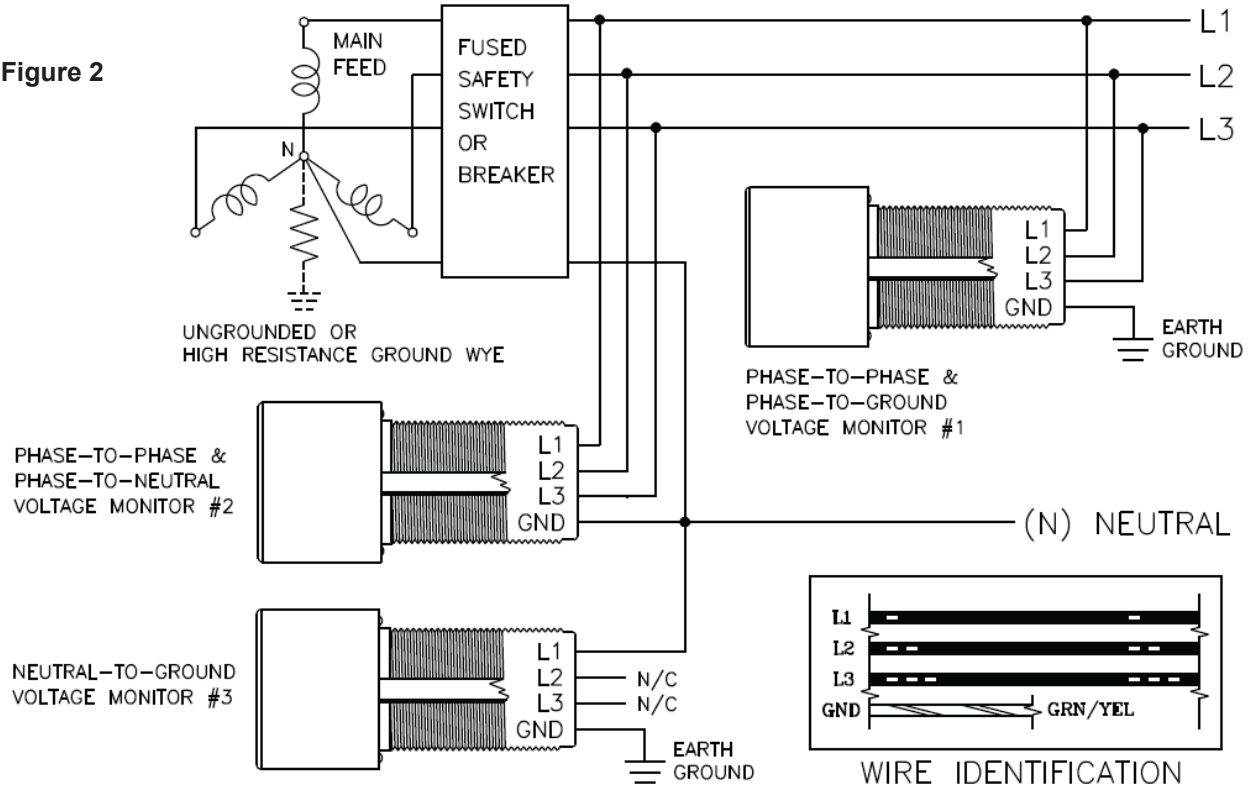 Figure 2
MAIN
FEED
N
FUSED
SAFETY
SWITCH
OR
BREAKER
L1
L2
L3
UNGROUNDED OR
HIGH RESISTANCE GROUND WYE
L1
L2
L3
GND
EARTH
GROUND
PHASE-TO-PHASE &
PHASE-TO-GROUND
VOLTAGE MONITOR #1
PHASE-TO-PHASE &
PHASE-TO-NEUTRAL
VOLTAGE MONITOR #2
L1
L2
L3
GND
(N) NEUTRAL
NEUTRAL-TO-GROUND
VOLTAGE MONITOR #3
L1
L2
L3
GND
N/C
N/C
EARTH
GROUND
L1
L2
L3
GND
GRN/YEL
WIRE IDENTIFICATION